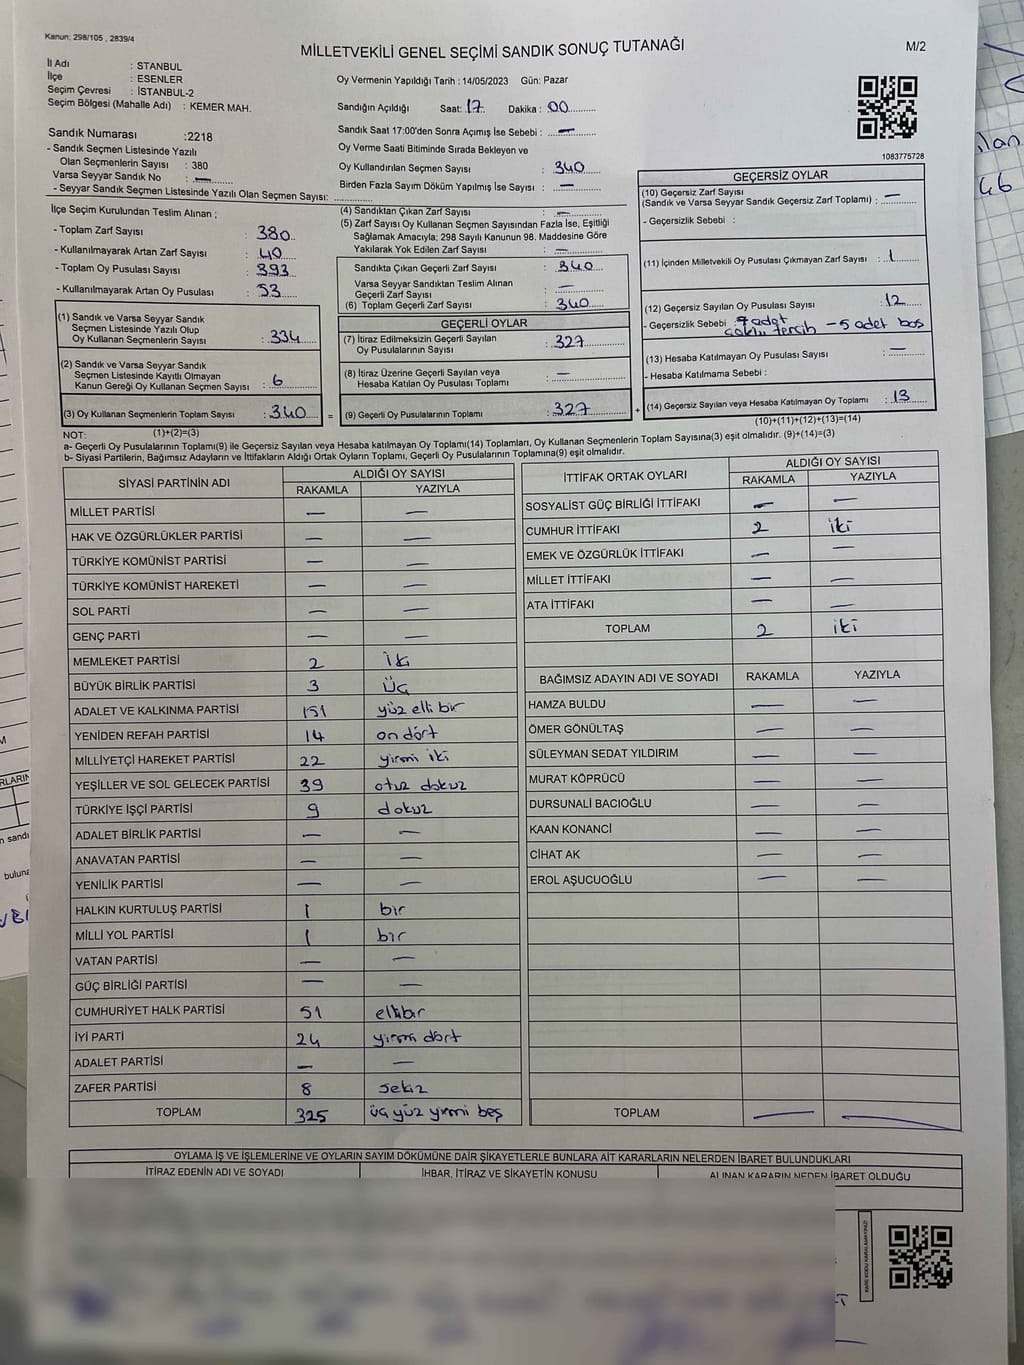 Kanun: 298/105 , 2839/4
MİLLETVEKİLİ GENEL SEÇİMİ SANDIK SONUÇ TUTANAĞI
M/2
İl Adı : STANBUL
İlçe : ESENLER
Seçim Çevresi : İSTANBUL-2
Seçim Bölgesi (Mahalle Adı) : KEMER MAH.
Oy Vermenin Yapıldığı Tarih : 14/05/2023 Gün: Pazar
Sandığın Açıldığı Saat: 17 Dakika : 00
Sandık Saat 17:00'den Sonra Açımış İse Sebebi : —
Oy Verme Saati Bitiminde Sırada Bekleyen ve
Oy Kullandırılan Seçmen Sayısı : 340
Birden Fazla Sayım Döküm Yapılmış İse Sayısı : —
Sandık Numarası :2218
- Sandık Seçmen Listesinde Yazılı
Olan Seçmenlerin Sayısı : 380
Varsa Seyyar Sandık No : —
- Seyyar Sandık Seçmen Listesinde Yazılı Olan Seçmen Sayısı:
1083775728
İlçe Seçim Kurulundan Teslim Alınan ;
- Toplam Zarf Sayısı : 380
- Kullanılmayarak Artan Zarf Sayısı : 40
- Toplam Oy Pusulası Sayısı : 393
- Kullanılmayarak Artan Oy Pusulası : 53
(1) Sandık ve Varsa Seyyar Sandık
Seçmen Listesinde Yazılı Olup
Oy Kullanan Seçmenlerin Sayısı : 334
(2) Sandık ve Varsa Seyyar Sandık
Seçmen Listesinde Kayıtlı Olmayan
Kanun Gereği Oy Kullanan Seçmen Sayısı : 6
(3) Oy Kullanan Seçmenlerin Toplam Sayısı : 340
(1)+(2)=(3)
(4) Sandıktan Çıkan Zarf Sayısı : —
(5) Zarf Sayısı Oy Kullanan Seçmen Sayısından Fazla İse, Eşitliği
Sağlamak Amacıyla; 298 Sayılı Kanunun 98. Maddesine Göre
Yakılarak Yok Edilen Zarf Sayısı : —
Sandıkta Çıkan Geçerli Zarf Sayısı : 340
Varsa Seyyar Sandıktan Teslim Alınan
Geçerli Zarf Sayısı : —
(6) Toplam Geçerli Zarf Sayısı : 340
GEÇERLİ OYLAR
(7) İtiraz Edilmeksizin Geçerli Sayılan
Oy Pusulalarının Sayısı : 327
(8) İtiraz Üzerine Geçerli Sayılan veya
Hesaba Katılan Oy Pusulası Toplamı : —
= (9) Geçerli Oy Pusulalarının Toplamı : 327 +
GEÇERSİZ OYLAR
(10) Geçersiz Zarf Sayısı
(Sandık ve Varsa Seyyar Sandık Geçersiz Zarf Toplamı) : —
- Geçersizlik Sebebi :
(11) İçinden Milletvekili Oy Pusulası Çıkmayan Zarf Sayısı : 1
(12) Geçersiz Sayılan Oy Pusulası Sayısı : 12
- Geçersizlik Sebebi : 7 adet
çoklu tercih – 5 adet boş
(13) Hesaba Katılmayan Oy Pusulası Sayısı : —
- Hesaba Katılmama Sebebi :
(14) Geçersiz Sayılan veya Hesaba Katılmayan Oy Toplamı : 13
(10)+(11)+(12)+(13)=(14)
NOT:
a- Geçerli Oy Pusulalarının Toplamı(9) ile Geçersiz Sayılan veya Hesaba katılmayan Oy Toplamı(14) Toplamları, Oy Kullanan Seçmenlerin Toplam Sayısına(3) eşit olmalıdır. (9)+(14)=(3)
b- Siyasi Partilerin, Bağımsız Adayların ve İttifakların Aldığı Ortak Oyların Toplamı, Geçerli Oy Pusulalarının Toplamına(9) eşit olmalıdır.
SİYASİ PARTİNİN ADI ALDIĞI OY SAYISI
RAKAMLA YAZIYLA
MİLLET PARTİSİ — —
HAK VE ÖZGÜRLÜKLER PARTİSİ — —
TÜRKİYE KOMÜNİST PARTİSİ — —
TÜRKİYE KOMÜNİST HAREKETİ — —
SOL PARTİ — —
GENÇ PARTİ — —
MEMLEKET PARTİSİ 2 İki
BÜYÜK BİRLİK PARTİSİ 3 Üç
ADALET VE KALKINMA PARTİSİ 151 yüz elli bir
YENİDEN REFAH PARTİSİ 14 on dört
MİLLİYETÇİ HAREKET PARTİSİ 22 yirmi iki
YEŞİLLER VE SOL GELECEK PARTİSİ 39 otuz dokuz
TÜRKİYE İŞÇİ PARTİSİ 9 dokuz
ADALET BİRLİK PARTİSİ — —
ANAVATAN PARTİSİ — —
YENİLİK PARTİSİ — —
HALKIN KURTULUŞ PARTİSİ 1 bir
MİLLİ YOL PARTİSİ 1 bir
VATAN PARTİSİ — —
GÜÇ BİRLİĞİ PARTİSİ — —
CUMHURİYET HALK PARTİSİ 51 ellibir
İYİ PARTİ 24 yirmi dört
ADALET PARTİSİ — —
ZAFER PARTİSİ 8 sekiz
TOPLAM 325 üç yüz yirmi beş
İTTİFAK ORTAK OYLARI ALDIĞI OY SAYISI
RAKAMLA YAZIYLA
SOSYALİST GÜÇ BİRLİĞİ İTTİFAKI — —
CUMHUR İTTİFAKI 2 iki
EMEK VE ÖZGÜRLÜK İTTİFAKI — —
MİLLET İTTİFAKI — —
ATA İTTİFAKI — —
TOPLAM 2 iki
BAĞIMSIZ ADAYIN ADI VE SOYADI RAKAMLA YAZIYLA
HAMZA BULDU — —
ÖMER GÖNÜLTAŞ — —
SÜLEYMAN SEDAT YILDIRIM — —
MURAT KÖPRÜCÜ — —
DURSUNALİ BACIOĞLU — —
KAAN KONANCİ — —
CİHAT AK — —
EROL AŞUCUOĞLU — —
TOPLAM — —
OYLAMA İŞ VE İŞLEMLERİNE VE OYLARIN SAYIM DÖKÜMÜNE DAİR ŞİKAYETLERLE BUNLARA AİT KARARLARIN NELERDEN İBARET BULUNDUKLARI
İTİRAZ EDENİN ADI VE SOYADI İHBAR, İTİRAZ VE ŞİKAYETİN KONUSU ALINAN KARARIN NEDEN İBARET OLDUĞU